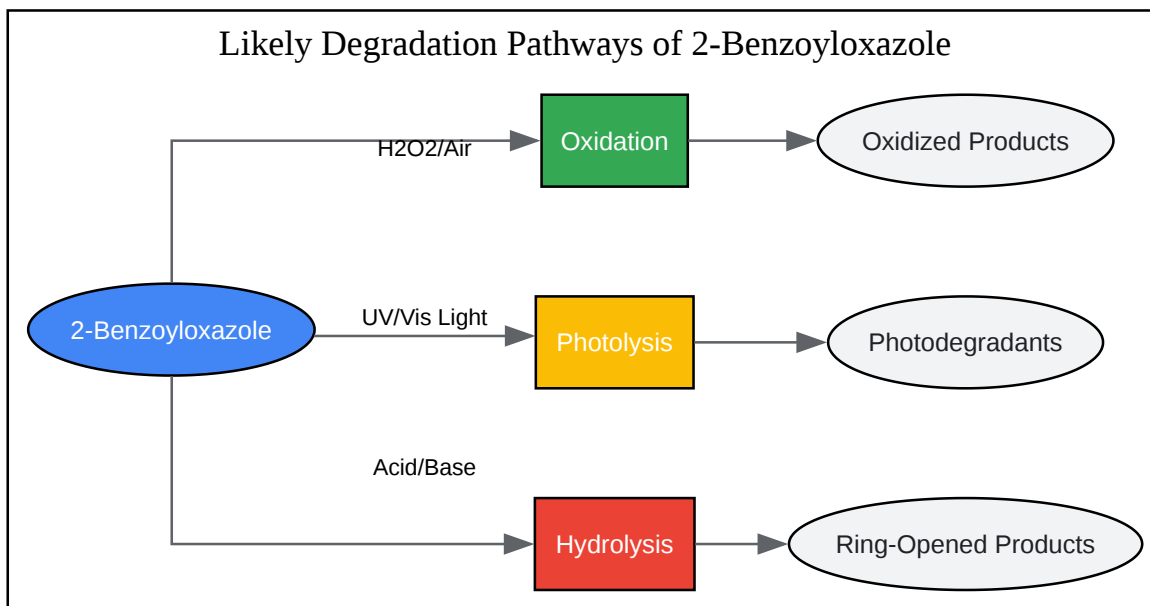 Likely Degradation Pathways of 2-Benzoyloxazole
H2O2/Air
Oxidation
Oxidized Products
2-Benzoyloxazole
UV/Vis Light
Photolysis
Photodegradants
Acid/Base
Hydrolysis
Ring-Opened Products